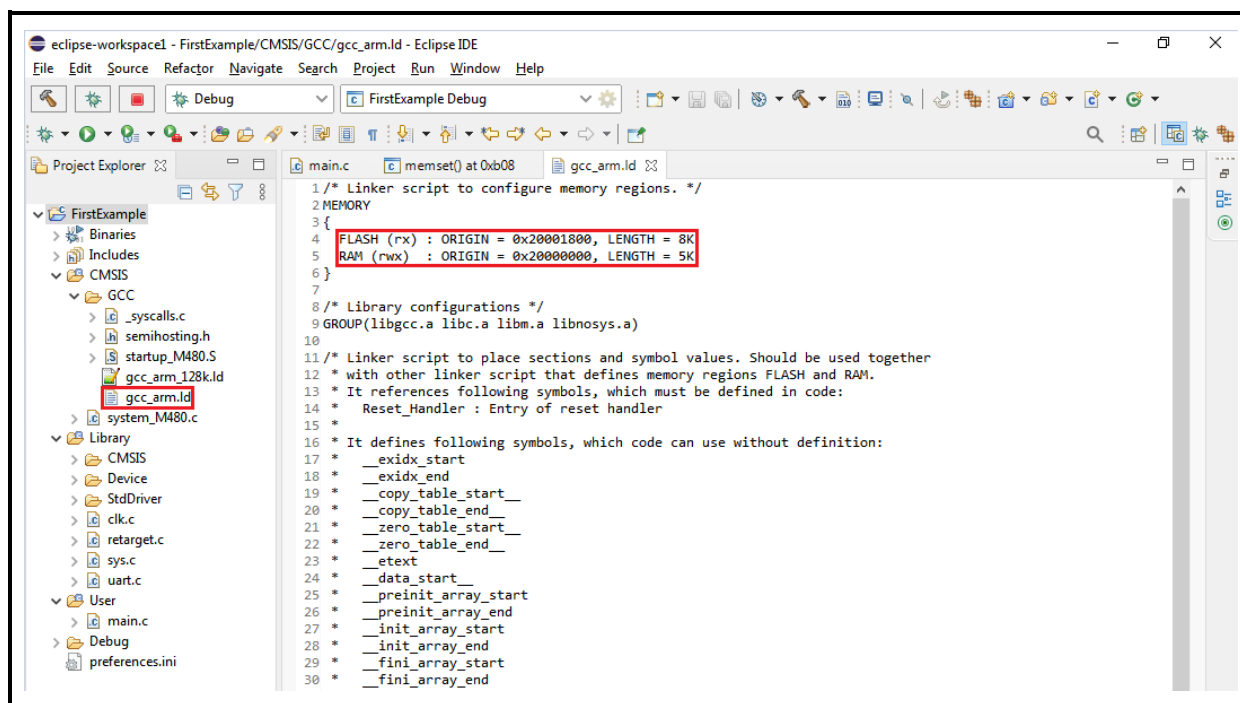 eclipse-workspace1 - FirstExample/CMSIS/GCC/gcc_arm.ld - Eclipse IDE
File Edit Source Refactor Navigate Search Project Run Window Help
Debug
FirstExample Debug
Project Explorer
main.c
memset() at 0xb08
gcc_arm.ld
FirstExample
Binaries
Includes
CMSIS
GCC
_syscalls.c
semihosting.h
startup_M480.S
gcc_arm_128k.ld
gcc_arm.ld
system_M480.c
Library
CMSIS
Device
StdDriver
clk.c
retarget.c
sys.c
uart.c
User
main.c
Debug
preferences.ini
1 /* Linker script to configure memory regions. */
2 MEMORY
3 {
4 FLASH (rx) : ORIGIN = 0x20001800, LENGTH = 8K
5 RAM (rwx) : ORIGIN = 0x20000000, LENGTH = 5K
6 }
7
8 /* Library configurations */
9 GROUP(libgcc.a libc.a libm.a libnosys.a)
10
11 /* Linker script to place sections and symbol values. Should be used together
12 * with other linker script that defines memory regions FLASH and RAM.
13 * It references following symbols, which must be defined in code:
14 * Reset_Handler : Entry of reset handler
15 *
16 * It defines following symbols, which code can use without definition:
17 * __exidx_start
18 * __exidx_end
19 * __copy_table_start__
20 * __copy_table_end__
21 * __zero_table_start__
22 * __zero_table_end__
23 * __etext
24 * __data_start__
25 * __preinit_array_start
26 * __preinit_array_end
27 * __init_array_start
28 * __init_array_end
29 * __fini_array_start
30 * __fini_array_end